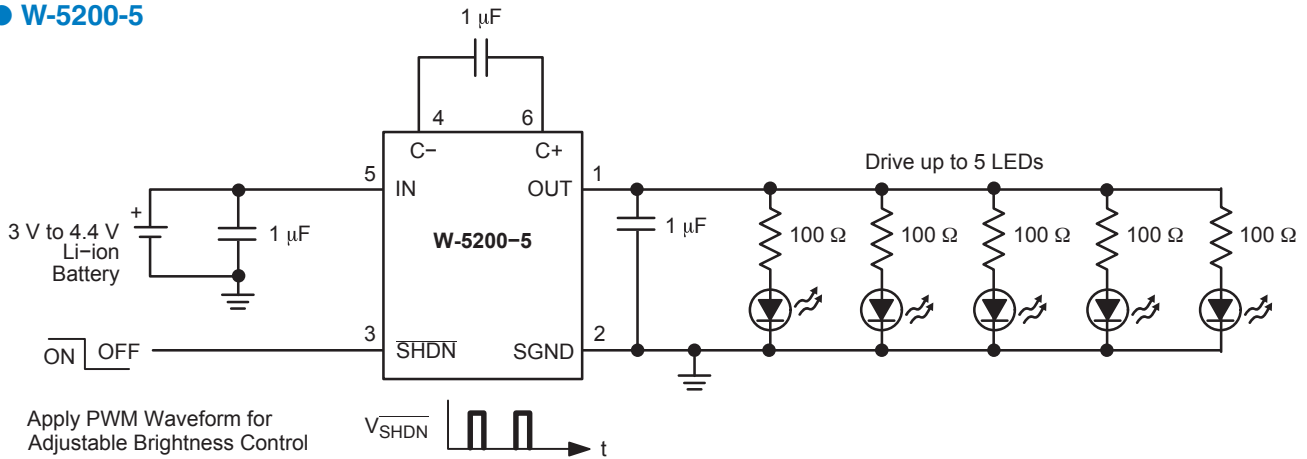 W-5200-5
1 μF
4
6
C−
C+
Drive up to 5 LEDs
5
IN
OUT
1
+
3 V to 4.4 V
Li−ion
Battery
1 μF
W-5200−5
1 μF
100 Ω
100 Ω
100 Ω
100 Ω
100 Ω
3
SHDN
SGND
2
ON
OFF
Apply PWM Waveform for
Adjustable Brightness Control
VSHDN
t